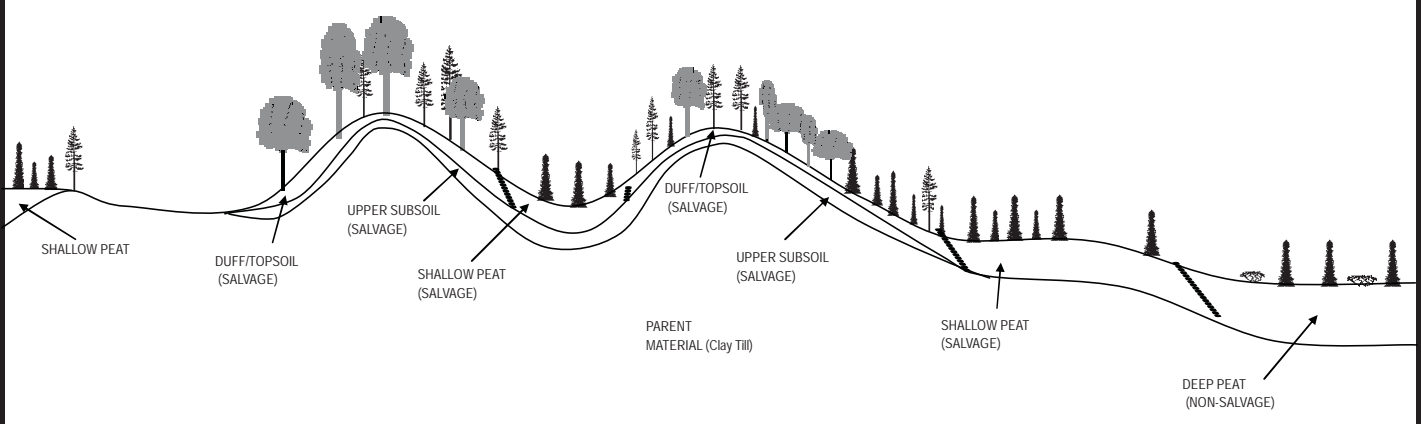 SHALLOW PEAT
DUFF/TOPSOIL
(SALVAGE)
UPPER SUBSOIL
(SALVAGE)
SHALLOW PEAT
(SALVAGE)
DUFF/TOPSOIL
(SALVAGE)
UPPER SUBSOIL
(SALVAGE)
PARENT
MATERIAL (Clay Till)
SHALLOW PEAT
(SALVAGE)
DEEP PEAT
(NON-SALVAGE)